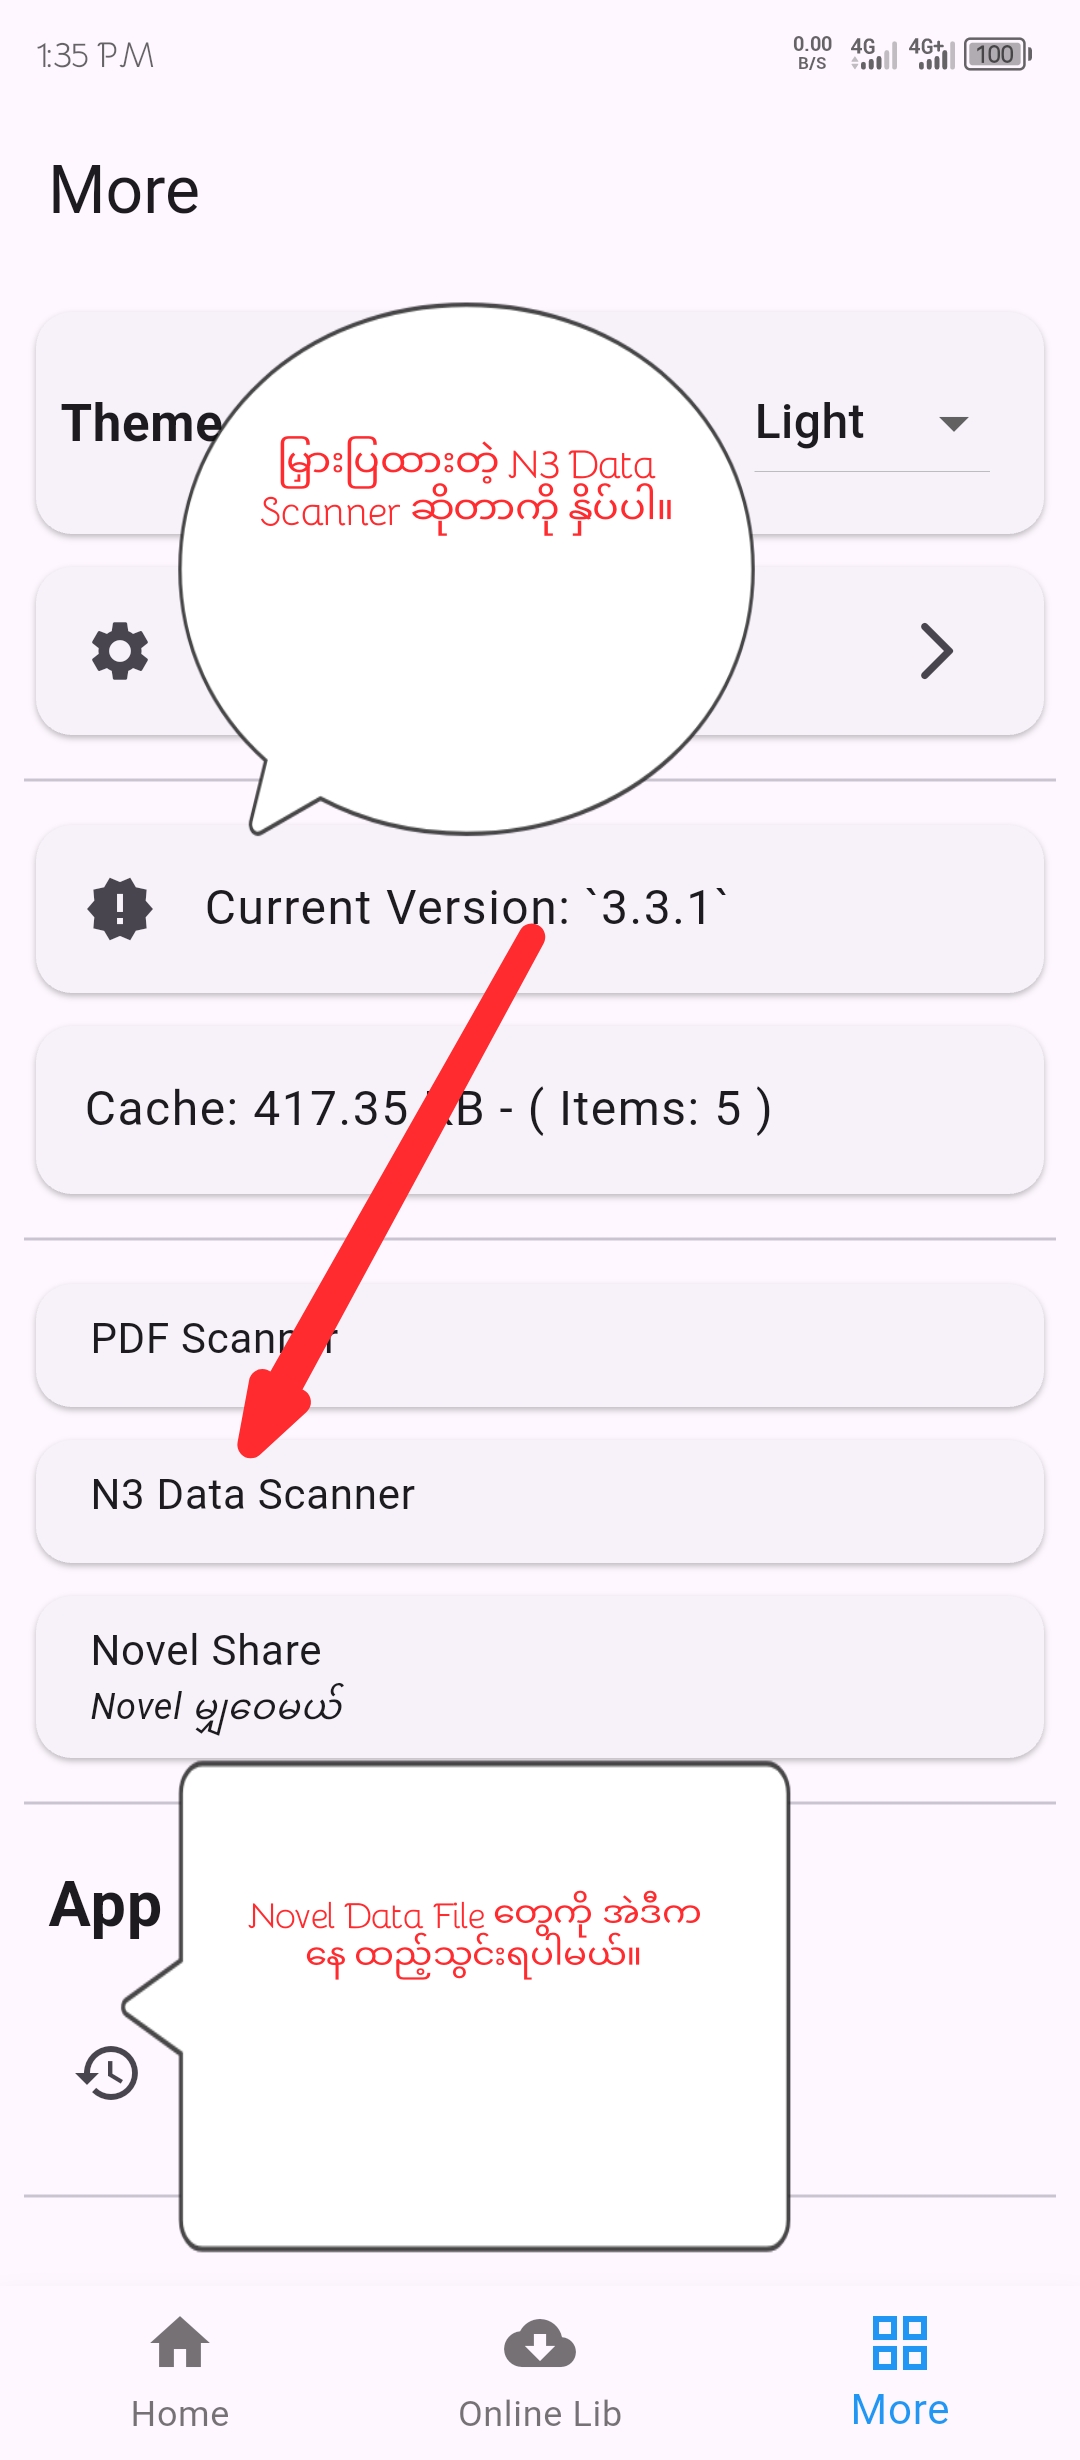 1:35 PM
0.00 B/S 4G 4G+ 100
More
Theme
Light
မြှားပြထားတဲ့ N3 Data
Scanner ဆိုတာကို နှိပ်ပါ။
Current Version: `3.3.1`
Cache: 417.35 KB - ( Items: 5 )
PDF Scanner
N3 Data Scanner
Novel Share
Novel မျှဝေမယ်
App
Novel Data File တွေကို အဲဒီက
နေ ထည့်သွင်းရပါမယ်။
Home
Online Lib
More